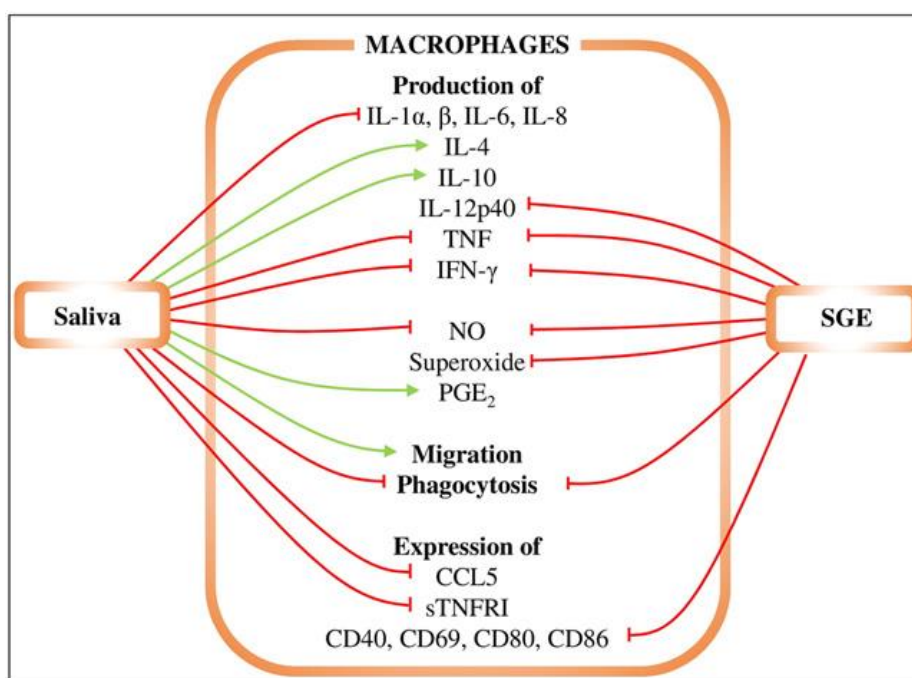 MACROPHAGES
Production of
IL-1α, β, IL-6, IL-8
IL-4
IL-10
IL-12p40
TNF
IFN-γ
Saliva
SGE
NO
Superoxide
PGE₂
Migration
Phagocytosis
Expression of
CCL5
sTNFRI
CD40, CD69, CD80, CD86